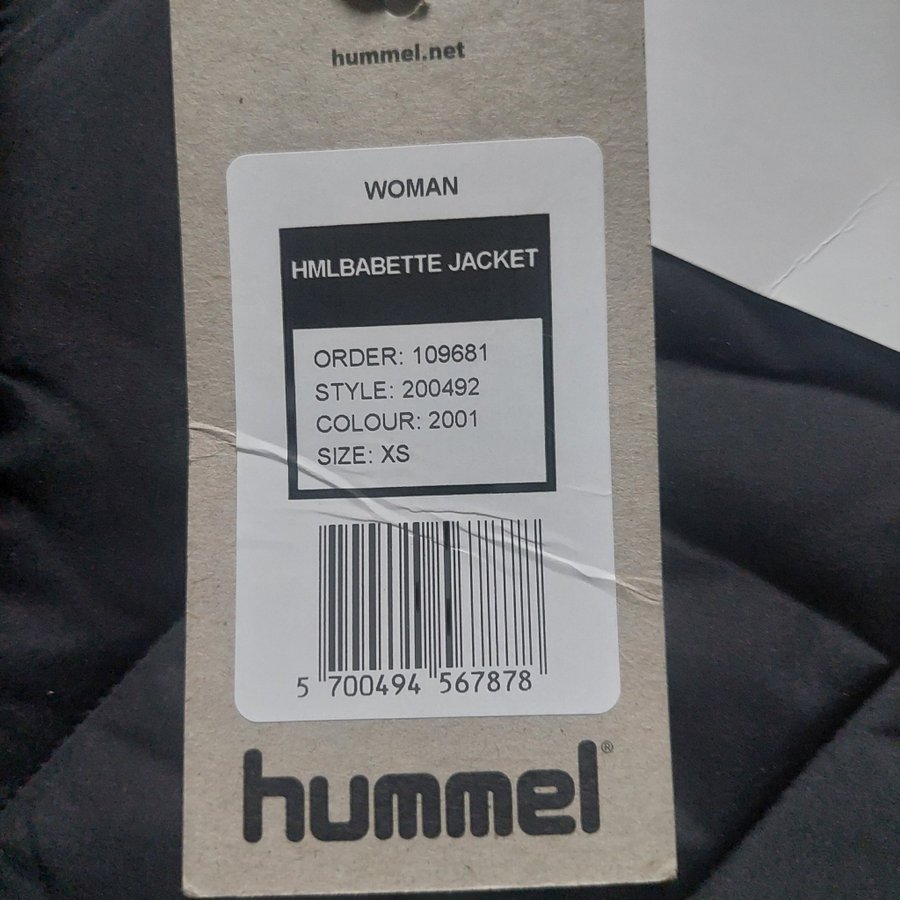 hummel.net
WOMAN
HMLBABETTE JACKET
ORDER: 109681
STYLE: 200492
COLOUR: 2001
SIZE: XS
5 700494 567878
hummel®